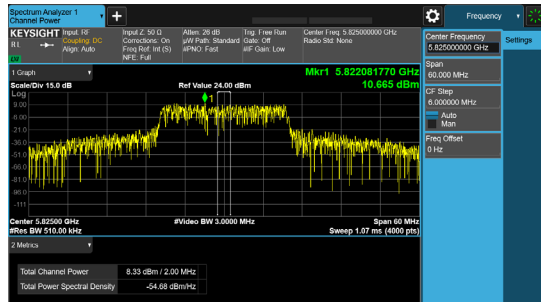 Spectrum Analyzer 1
Channel Power
+
Frequency
KEYSIGHT Input: RF
Coupling: DC
Align: Auto
Input Z: 50 Ω
Corrections: On
Freq Ref: Int (S)
NFE: Full
Atten: 26 dB
µW Path: Standard
#PNO: Fast
Trig: Free Run
Gate: Off
#IF Gain: Low
Center Freq: 5.825000000 GHz
Radio Std: None
RL
Center Frequency
5.825000000 GHz
Settings
Span
60.000 MHz
CF Step
6.000000 MHz
Auto
Man
Freq Offset
0 Hz
1 Graph
Mkr1 5.822081770 GHz
Scale/Div 15.0 dB
Ref Value 24.00 dBm
10.665 dBm
Log
1
9.00
-6.00
-21.0
-36.0
-51.0
-66.0
-81.0
-96.0
-111
Center 5.82500 GHz
#Video BW 3.0000 MHz
Span 60 MHz
#Res BW 510.00 kHz
Sweep 1.07 ms (4000 pts)
2 Metrics
Total Channel Power 8.33 dBm / 2.00 MHz
Total Power Spectral Density -54.68 dBm/Hz